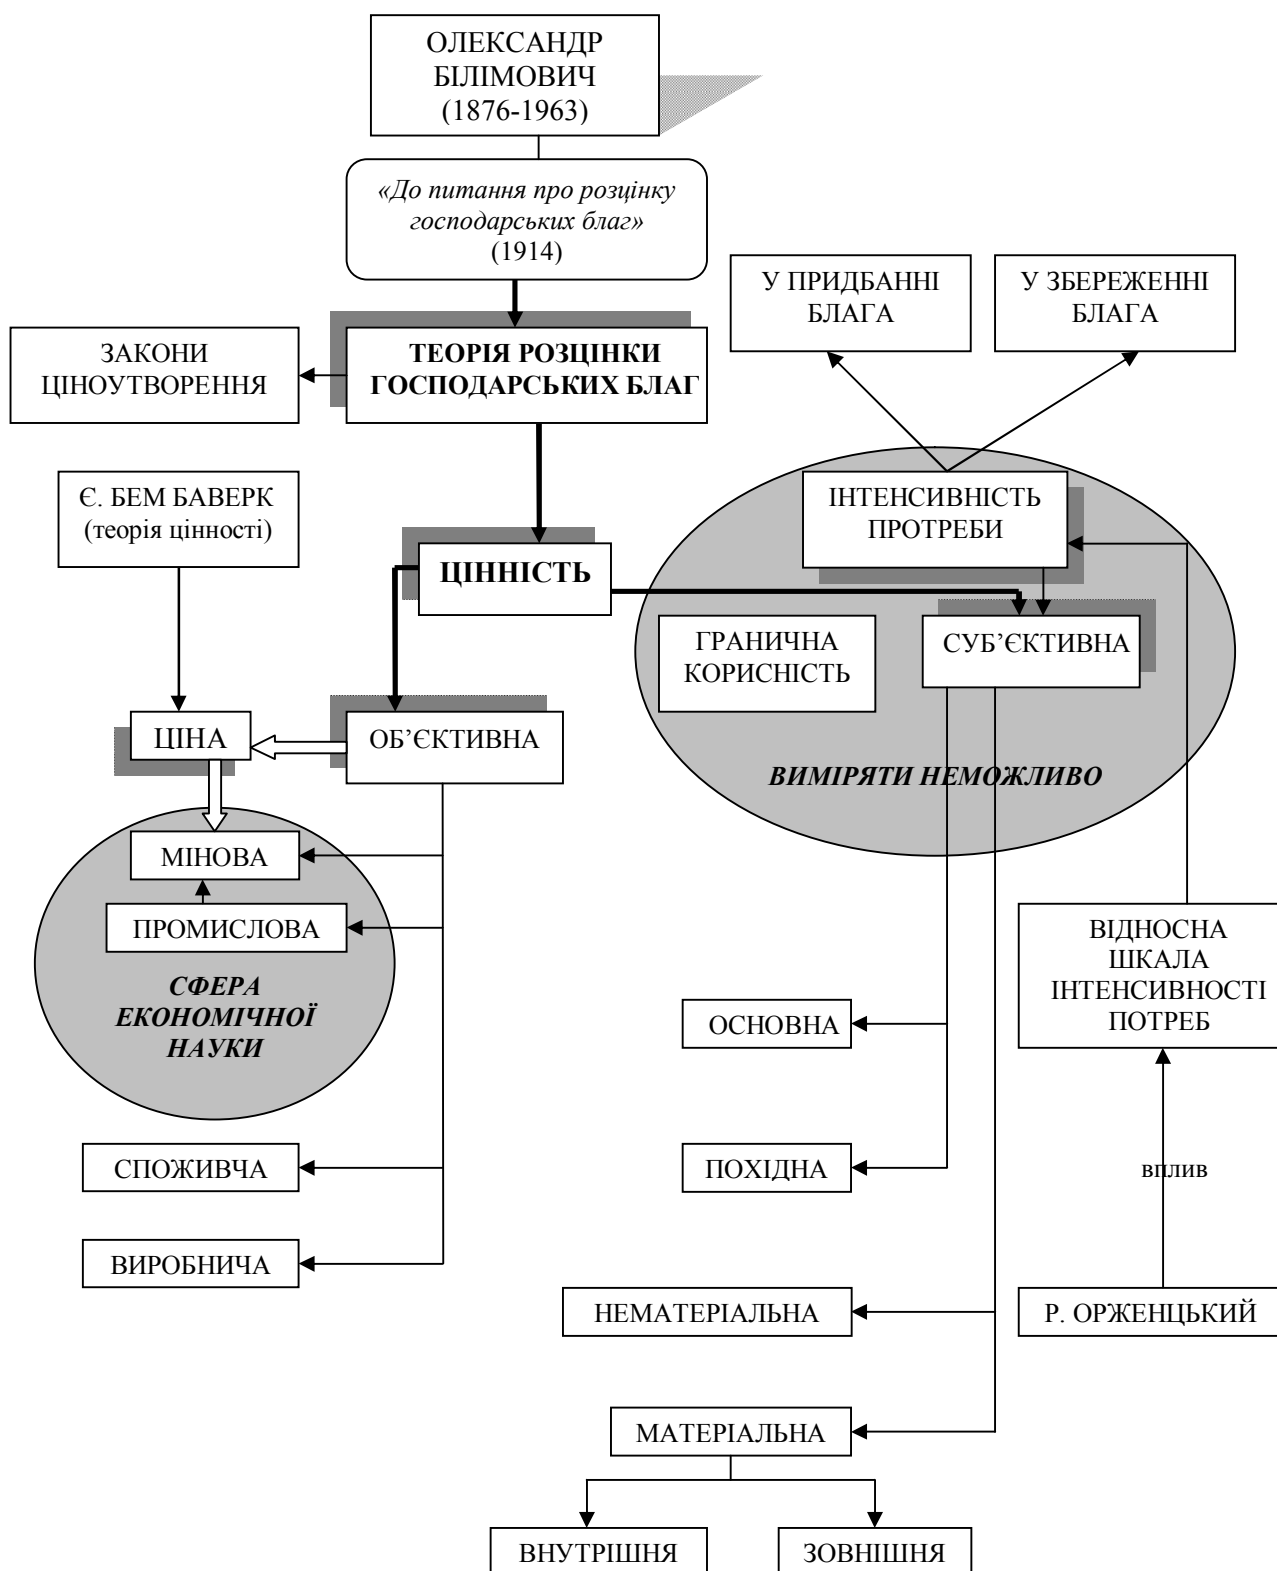 ОЛЕКСАНДР
БІЛІМОВИЧ
(1876-1963)
«До питання про розцінку
господарських благ»
(1914)
У ПРИДБАННІ
БЛАГА
У ЗБЕРЕЖЕННІ
БЛАГА
ЗАКОНИ
ЦІНОУТВОРЕННЯ
ТЕОРІЯ РОЗЦІНКИ
ГОСПОДАРСЬКИХ БЛАГ
Є. БЕМ БАВЕРК
(теорія цінності)
ІНТЕНСИВНІСТЬ
ПРОТРЕБИ
ЦІННІСТЬ
ГРАНИЧНА
КОРИСНІСТЬ
СУБ’ЄКТИВНА
ЦІНА
ОБ’ЄКТИВНА
ВИМІРЯТИ НЕМОЖЛИВО
МІНОВА
ПРОМИСЛОВА
СФЕРА
ЕКОНОМІЧНОЇ
НАУКИ
ВІДНОСНА
ШКАЛА
ІНТЕНСИВНОСТІ
ПОТРЕБ
ОСНОВНА
СПОЖИВЧА
ПОХІДНА
вплив
ВИРОБНИЧА
НЕМАТЕРІАЛЬНА
Р. ОРЖЕНЦЬКИЙ
МАТЕРІАЛЬНА
ВНУТРІШНЯ
ЗОВНІШНЯ